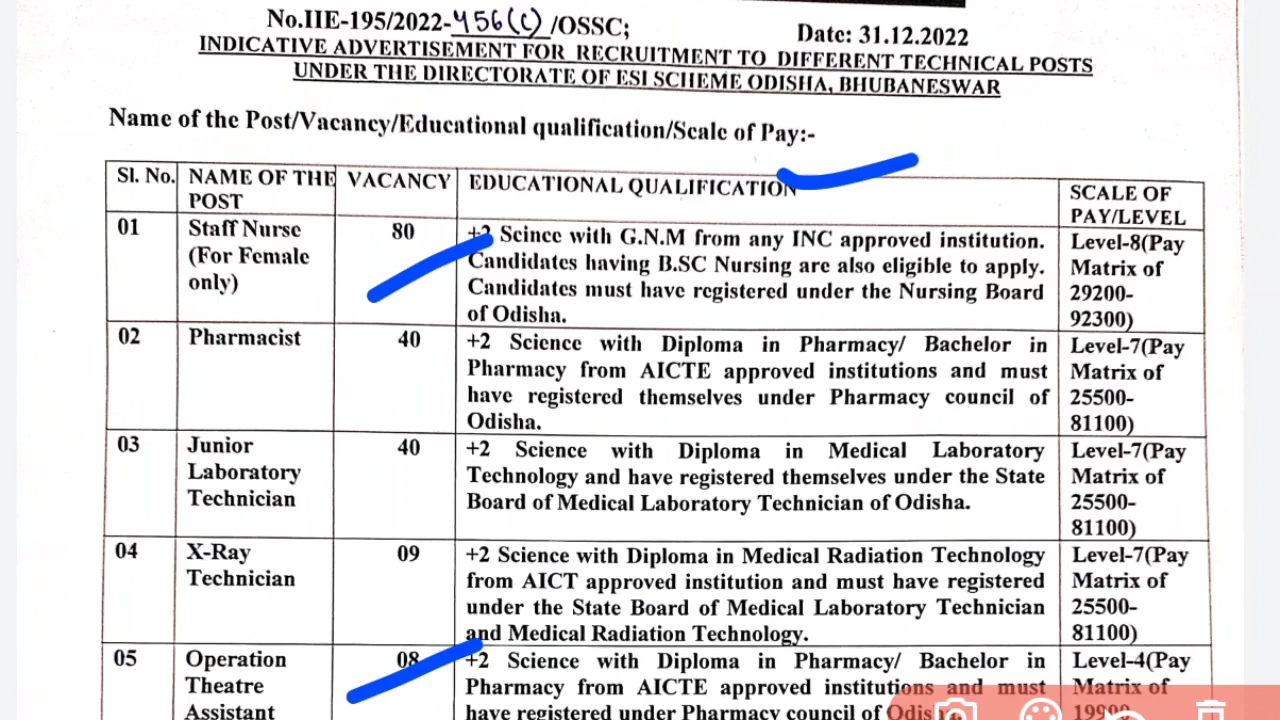 No.IIE-195/2022-456(C)/OSSC;
Date: 31.12.2022
INDICATIVE ADVERTISEMENT FOR RECRUITMENT TO DIFFERENT TECHNICAL POSTS
UNDER THE DIRECTORATE OF ESI SCHEME ODISHA, BHUBANESWAR
Name of the Post/Vacancy/Educational qualification/Scale of Pay:-
Sl. No.
NAME OF THE
POST
VACANCY
EDUCATIONAL QUALIFICATION
SCALE OF
PAY/LEVEL
01
Staff Nurse
(For Female
only)
80
+2 Scince with G.N.M from any INC approved institution.
Candidates having B.SC Nursing are also eligible to apply.
Candidates must have registered under the Nursing Board
of Odisha.
Level-8(Pay
Matrix of
29200-
92300)
02
Pharmacist
40
+2 Science with Diploma in Pharmacy/ Bachelor in
Pharmacy from AICTE approved institutions and must
have registered themselves under Pharmacy council of
Odisha.
Level-7(Pay
Matrix of
25500-
81100)
03
Junior
Laboratory
Technician
40
+2 Science with Diploma in Medical Laboratory
Technology and have registered themselves under the State
Board of Medical Laboratory Technician of Odisha.
Level-7(Pay
Matrix of
25500-
81100)
04
X-Ray
Technician
09
+2 Science with Diploma in Medical Radiation Technology
from AICT approved institution and must have registered
under the State Board of Medical Laboratory Technician
and Medical Radiation Technology.
Level-7(Pay
Matrix of
25500-
81100)
05
Operation
Theatre
Assistant
08
+2 Science with Diploma in Pharmacy/ Bachelor in
Pharmacy from AICTE approved institutions and must
have registered under Pharmacy council of Odisha.
Level-4(Pay
Matrix of
19900-